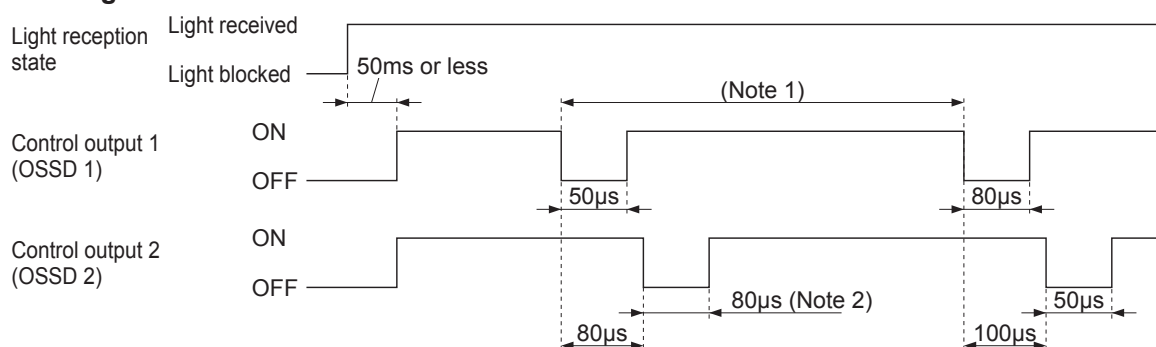 Light reception
state
Light received
Light blocked
50ms or less
(Note 1)
Control output 1
(OSSD 1)
ON
OFF
50µs
80µs
Control output 2
(OSSD 2)
ON
OFF
80µs (Note 2)
50µs
80µs
100µs